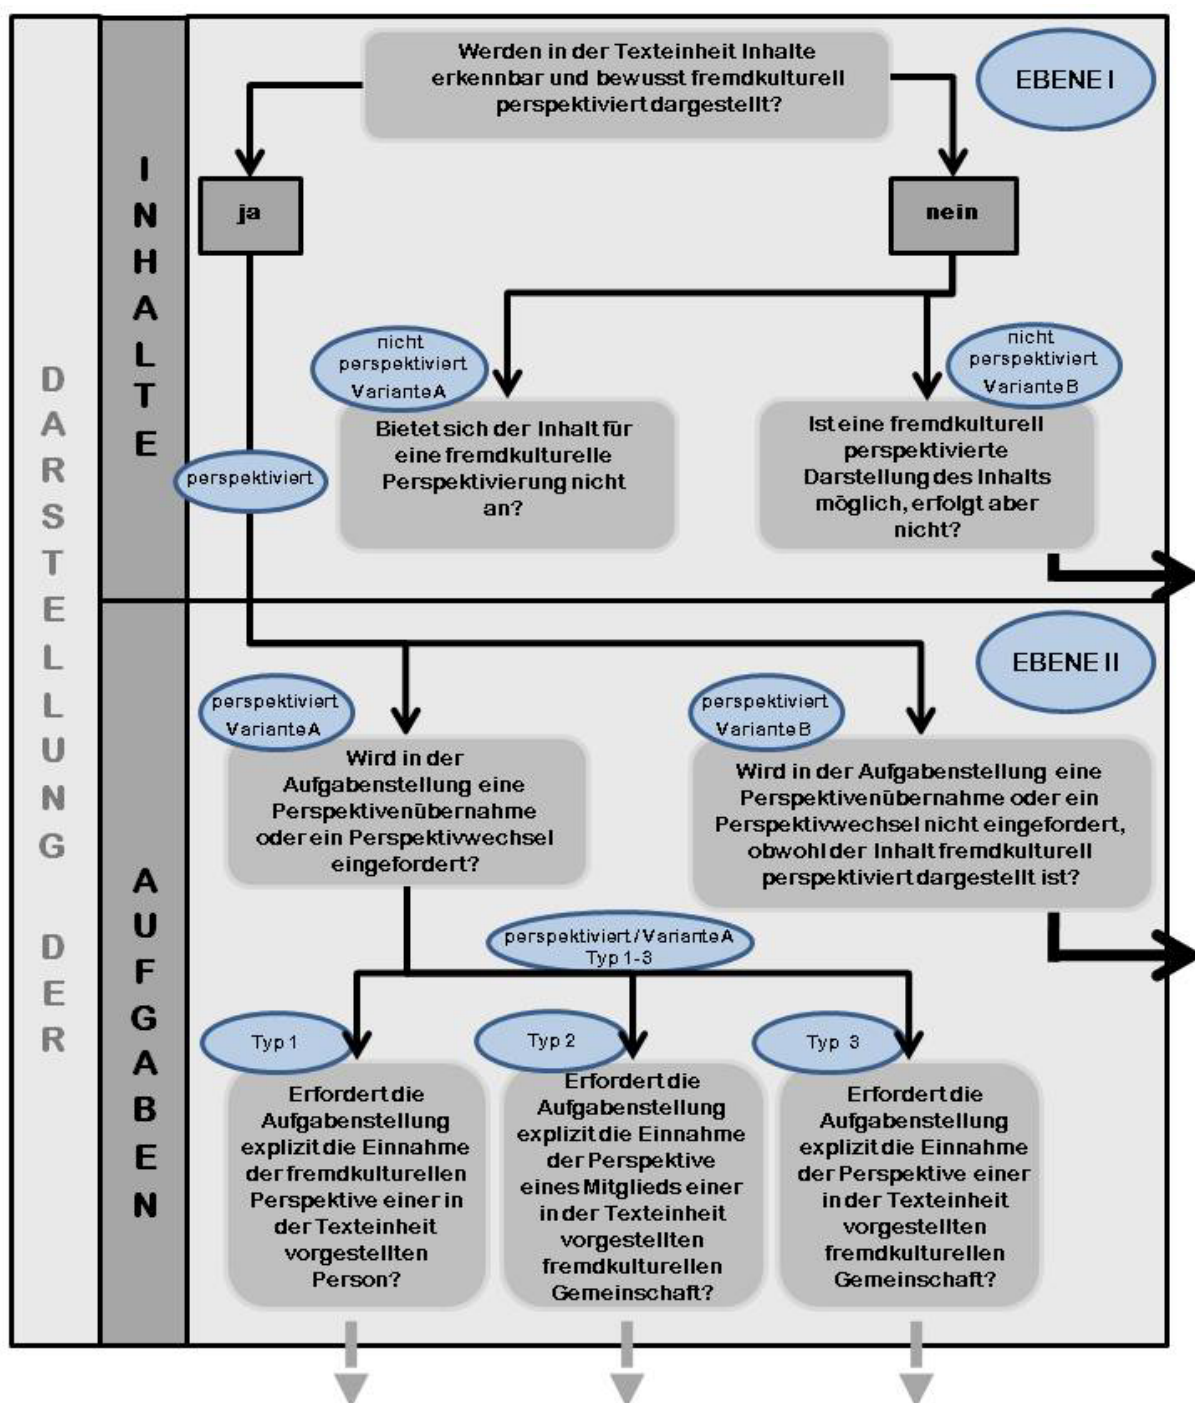 DARSTELLUNG DER
INHALTE
Werden in der Texteinheit Inhalte
erkennbar und bewusst fremdkulturell
perspektiviert dargestellt?
EBENE I
ja
nein
nicht
perspektiviert
Variante A
nicht
perspektiviert
Variante B
Bietet sich der Inhalt für
eine fremdkulturelle
Perspektivierung nicht
an?
Ist eine fremdkulturell
perspektivierte
Darstellung des Inhalts
möglich, erfolgt aber
nicht?
perspektiviert
AUFGABEN
EBENE II
perspektiviert
Variante A
perspektiviert
Variante B
Wird in der
Aufgabenstellung eine
Perspektivenübernahme
oder ein Perspektivwechsel
eingefordert?
Wird in der Aufgabenstellung eine
Perspektivenübernahme oder ein
Perspektivwechsel nicht eingefordert,
obwohl der Inhalt fremdkulturell
perspektiviert dargestellt ist?
perspektiviert / Variante A
Typ 1-3
Typ 1
Typ 2
Typ 3
Erfordert die
Aufgabenstellung
explizit die Einnahme
der fremdkulturellen
Perspektive einer in
der Texteinheit
vorgestellten
Person?
Erfordert die
Aufgabenstellung
explizit die Einnahme
der Perspektive
eines Mitglieds einer
in der Texteinheit
vorgestellten
fremdkulturellen
Gemeinschaft?
Erfordert die
Aufgabenstellung
explizit die Einnahme
der Perspektive einer
in der Texteinheit
vorgestellten
fremdkulturellen
Gemeinschaft?